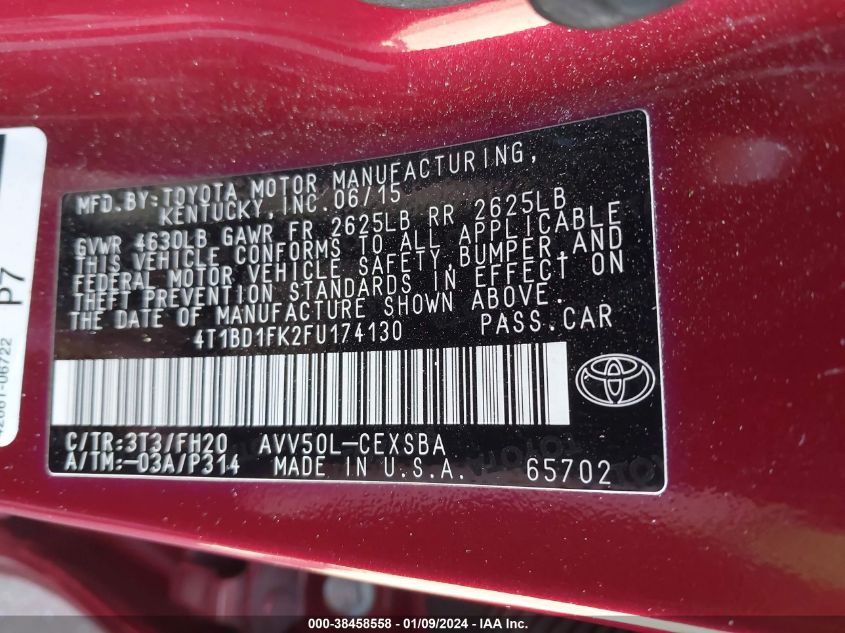 MFD. BY: TOYOTA MOTOR MANUFACTURING,
KENTUCKY, INC. 06/15
GVWR 4630LB GAWR FR 2625LB RR 2625LB
THIS VEHICLE CONFORMS TO ALL APPLICABLE
FEDERAL MOTOR VEHICLE SAFETY, BUMPER, AND
THEFT PREVENTION STANDARDS IN EFFECT ON
THE DATE OF MANUFACTURE SHOWN ABOVE.
4T1BD1FK2FU174130 PASS. CAR
C/TR: 3T3/FH20 AVV50L-CEXSBA
A/TM: -03A/P314 MADE IN U.S.A. 65702
P7
000-38458558 - 01/09/2024 - IAAI Inc.